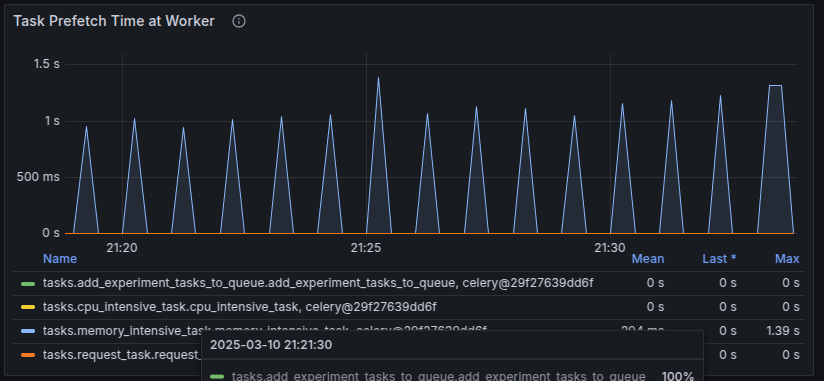 Task Prefetch Time at Worker
1.5 s
1 s
500 ms
0 s
21:20 21:25 21:30
Name Mean Last * Max
tasks.add_experiment_tasks_to_queue.add_experiment_tasks_to_queue, celery@29f27639dd6f 0 s 0 s 0 s
tasks.cpu_intensive_task.cpu_intensive_task, celery@29f27639dd6f 0 s 0 s 0 s
tasks.memory_intensive_task.memory_intensive_task, celery@29f27639dd6f 294 ms 0 s 1.39 s
tasks.request_task.request_ 0 s 0 s
2025-03-10 21:21:30
tasks.add_experiment_tasks_to_queue.add_experiment_tasks_to_queue 100%